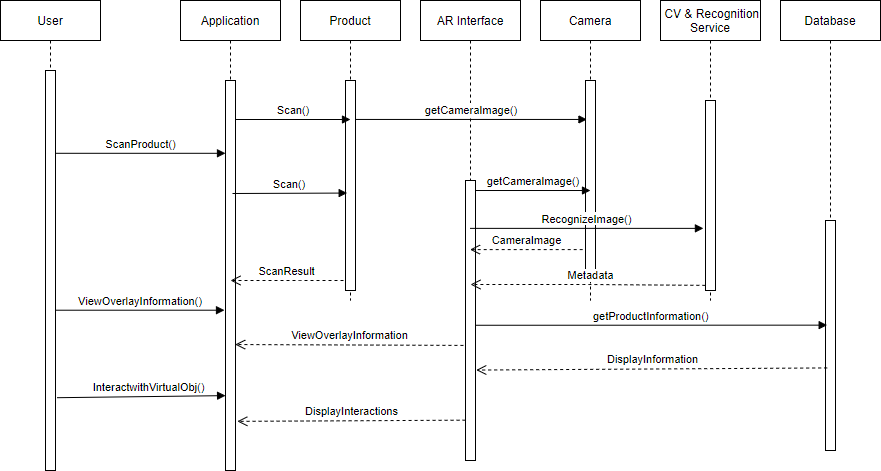 User
Application
Product
AR Interface
Camera
CV & Recognition
Service
Database
Scan()
getCameraImage()
ScanProduct()
Scan()
getCameraImage()
RecognizeImage()
CameraImage
ScanResult
Metadata
ViewOverlayInformation()
getProductInformation()
ViewOverlayInformation
DisplayInformation
InteractwithVirtualObj()
DisplayInteractions